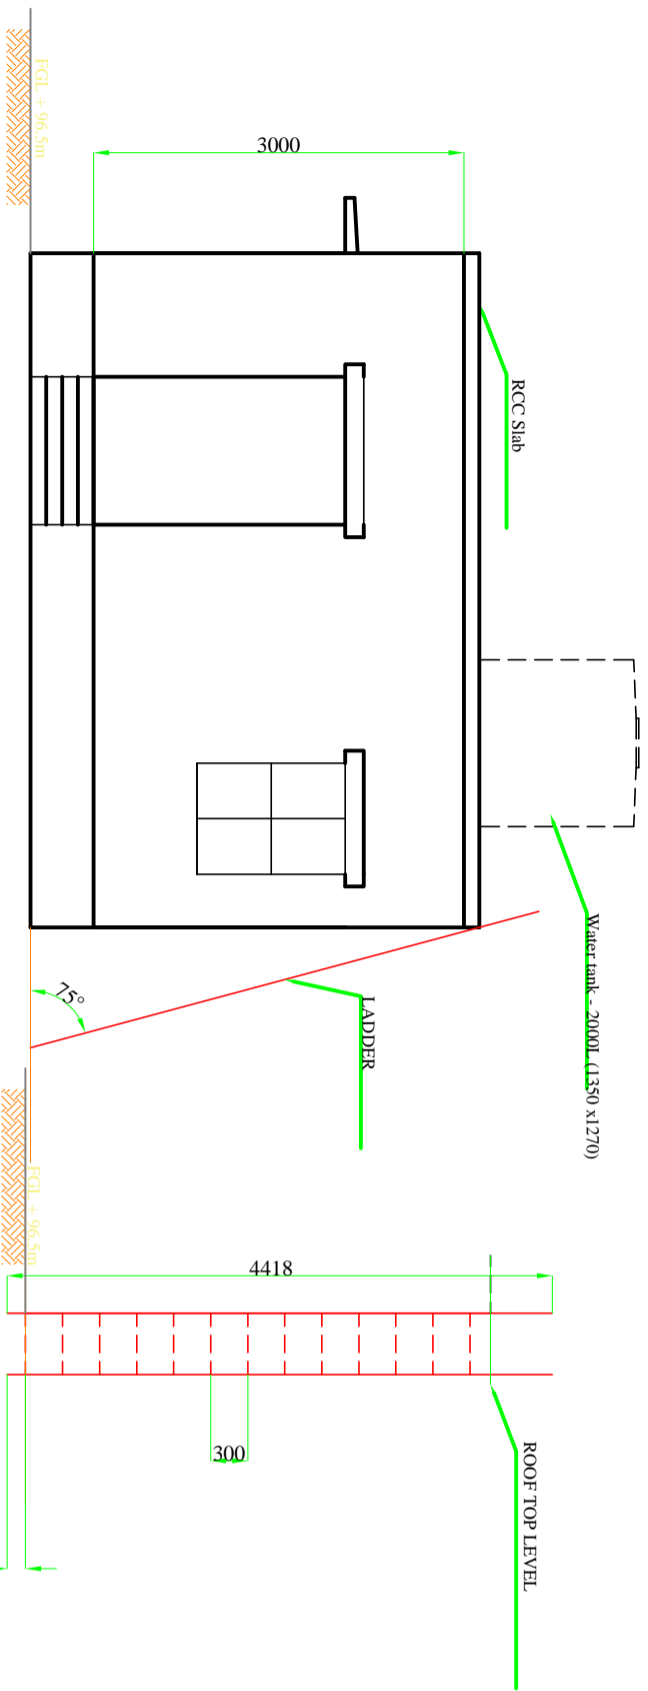 FGL + 96.5m
3000
RCC Slab
Water tank - 2000L (1350 x1270)
LADDER
75°
FGL + 96.5m
4418
300
ROOF TOP LEVEL